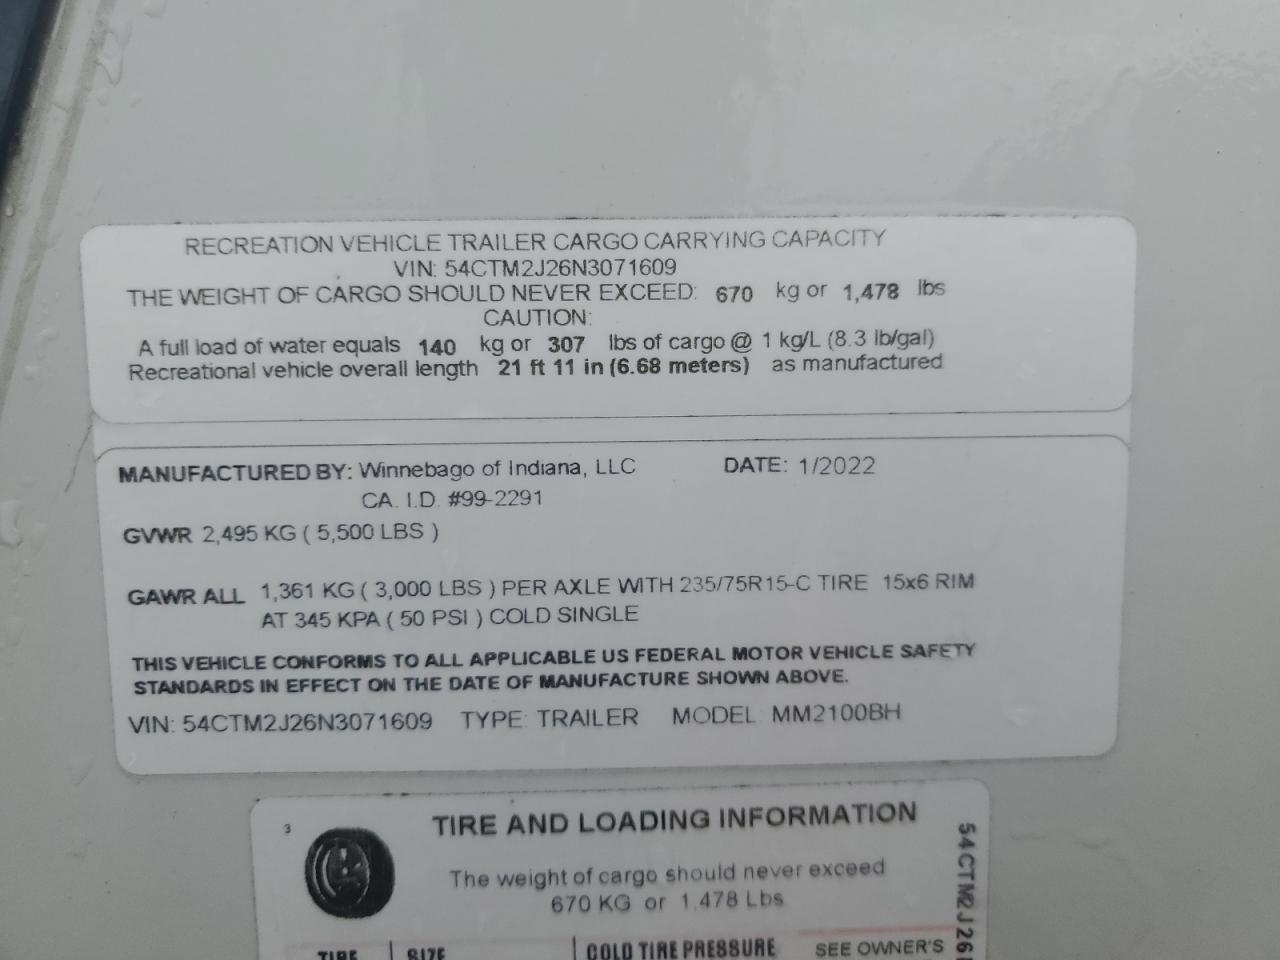 RECREATION VEHICLE TRAILER CARGO CARRYING CAPACITY
VIN: 54CTM2J26N3071609
THE WEIGHT OF CARGO SHOULD NEVER EXCEED: 670 kg or 1,478 lbs
CAUTION:
A full load of water equals 140 kg or 307 lbs of cargo @ 1 kg/L (8.3 lb/gal)
Recreational vehicle overall length 21 ft 11 in (6.68 meters) as manufactured
MANUFACTURED BY: Winnebago of Indiana, LLC DATE: 1/2022
CA. I.D. #99-2291
GVWR 2,495 KG ( 5,500 LBS )
GAWR ALL 1,361 KG ( 3,000 LBS ) PER AXLE WITH 235/75R15-C TIRE 15x6 RIM
AT 345 KPA ( 50 PSI ) COLD SINGLE
THIS VEHICLE CONFORMS TO ALL APPLICABLE US FEDERAL MOTOR VEHICLE SAFETY
STANDARDS IN EFFECT ON THE DATE OF MANUFACTURE SHOWN ABOVE.
VIN: 54CTM2J26N3071609 TYPE: TRAILER MODEL: MM2100BH
3
TIRE AND LOADING INFORMATION
The weight of cargo should never exceed
670 KG or 1,478 Lbs
TIRE SIZE COLD TIRE PRESSURE SEE OWNER'S
54CTM2J26